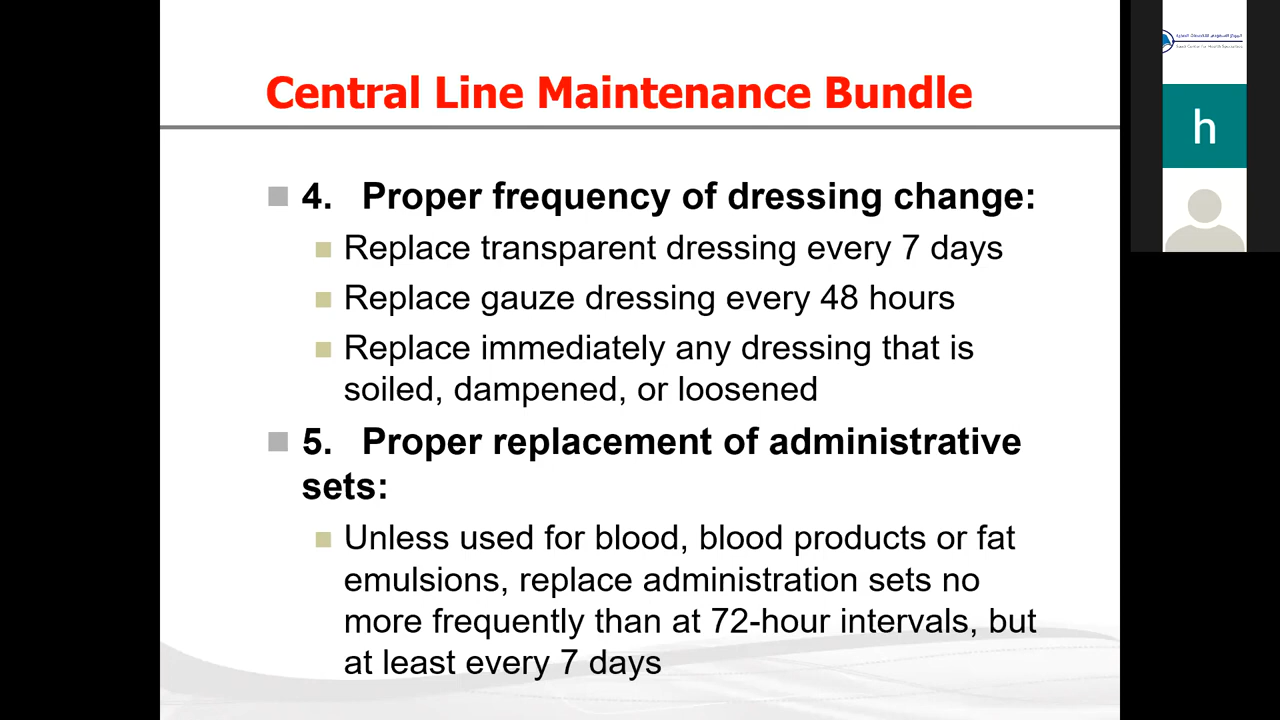 Central Line Maintenance Bundle
4. Proper frequency of dressing change:
Replace transparent dressing every 7 days
Replace gauze dressing every 48 hours
Replace immediately any dressing that is
soiled, dampened, or loosened
5. Proper replacement of administrative
sets:
Unless used for blood, blood products or fat
emulsions, replace administration sets no
more frequently than at 72-hour intervals, but
at least every 7 days
h